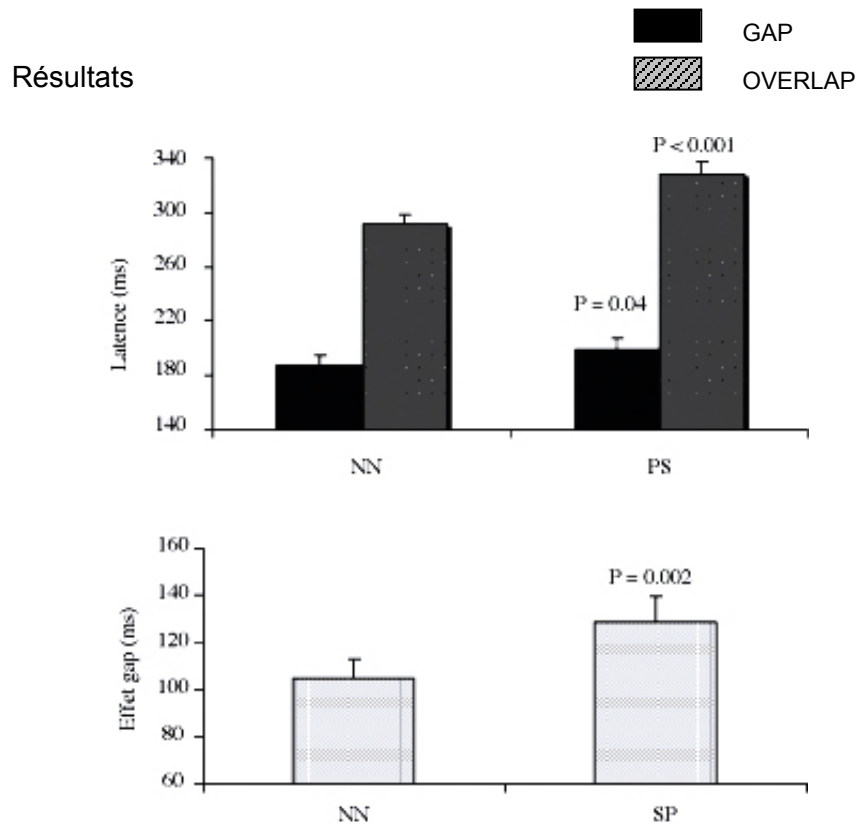 GAP
Résultats
OVERLAP
P < 0.001
340
300
260
P = 0.04
220
180
140
Latence (ms)
NN PS
160
P = 0.002
140
120
100
80
60
Effet gap (ms)
NN SP